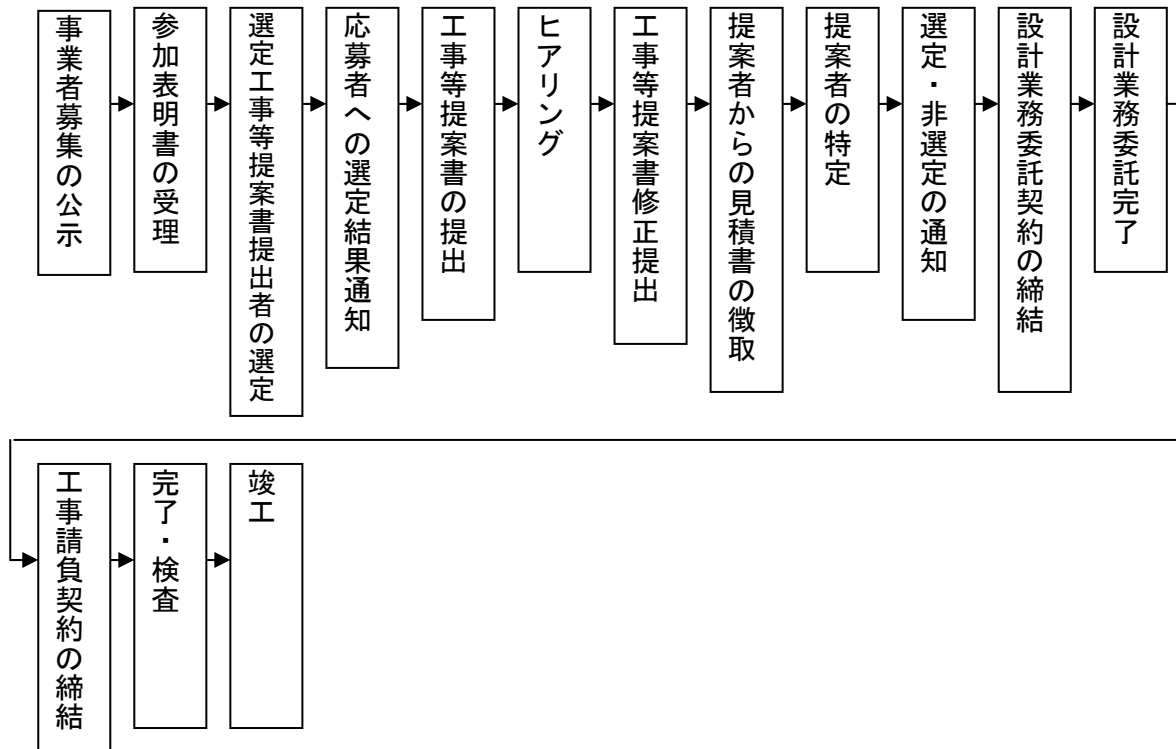 事業者募集の公示
参加表明書の受理
選定工事等提案書提出者の選定
応募者への選定結果通知
工事等提案書の提出
ヒアリング
工事等提案書修正提出
提案者からの見積書の徴取
提案者の特定
選定・非選定の通知
設計業務委託契約の締結
設計業務委託完了
工事請負契約の締結
完了・検査
竣工